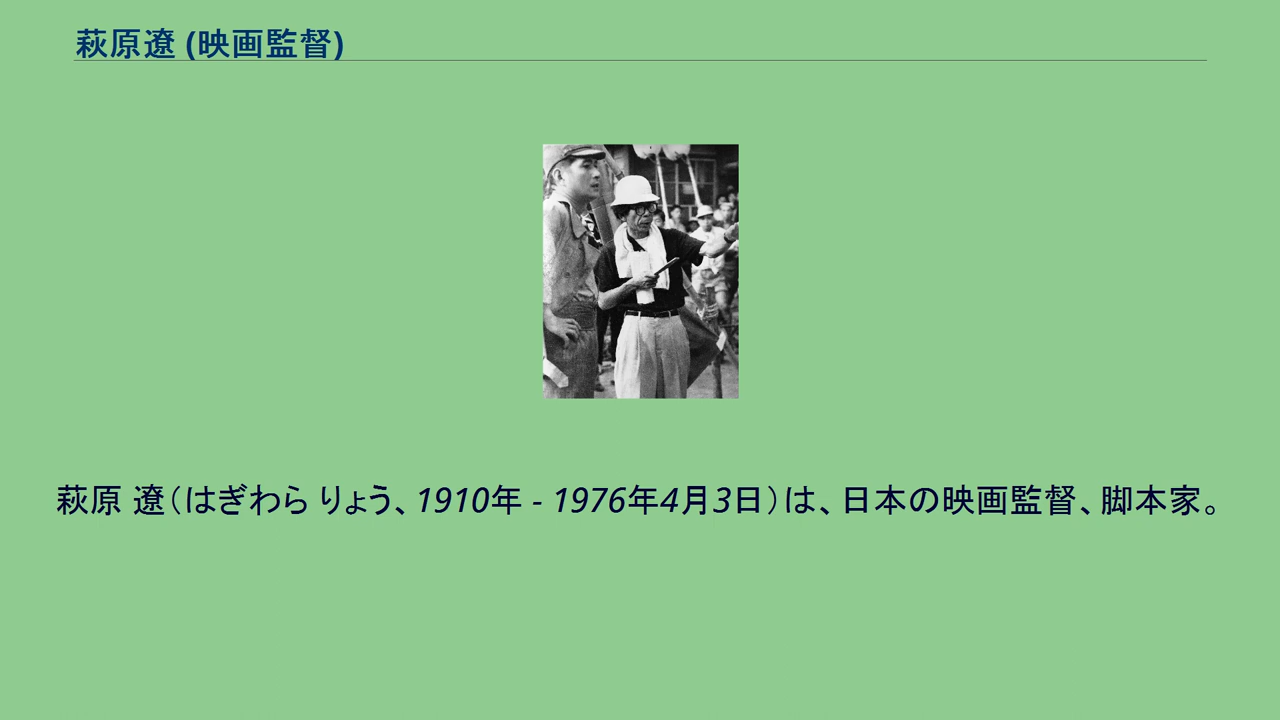 萩原遼 (映画監督)
萩原 遼（はぎわら りょう、1910年 - 1976年4月3日）は、日本の映画監督、脚本家。